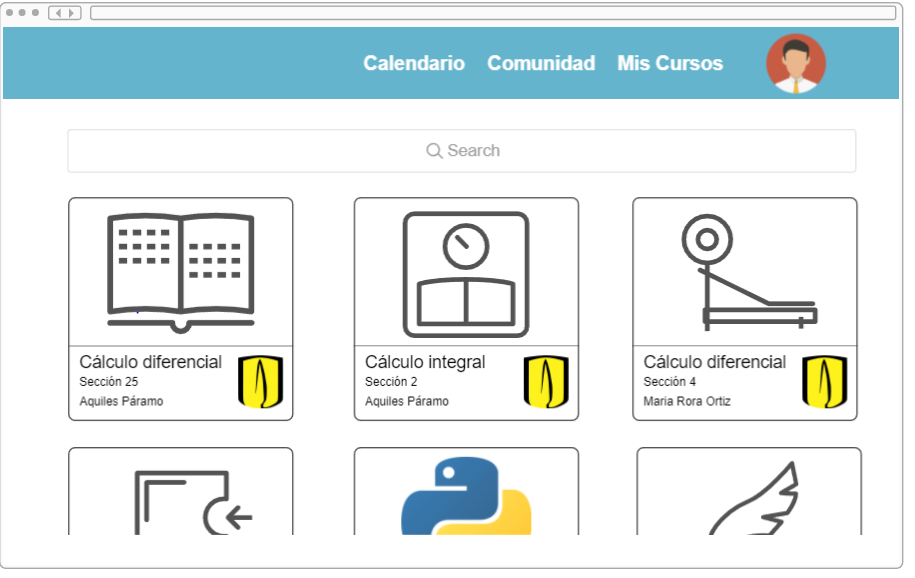 Calendario Comunidad Mis Cursos
Search
Cálculo diferencial
Sección 25
Aquiles Páramo
Cálculo integral
Sección 2
Aquiles Páramo
Cálculo diferencial
Sección 4
Maria Rora Ortiz